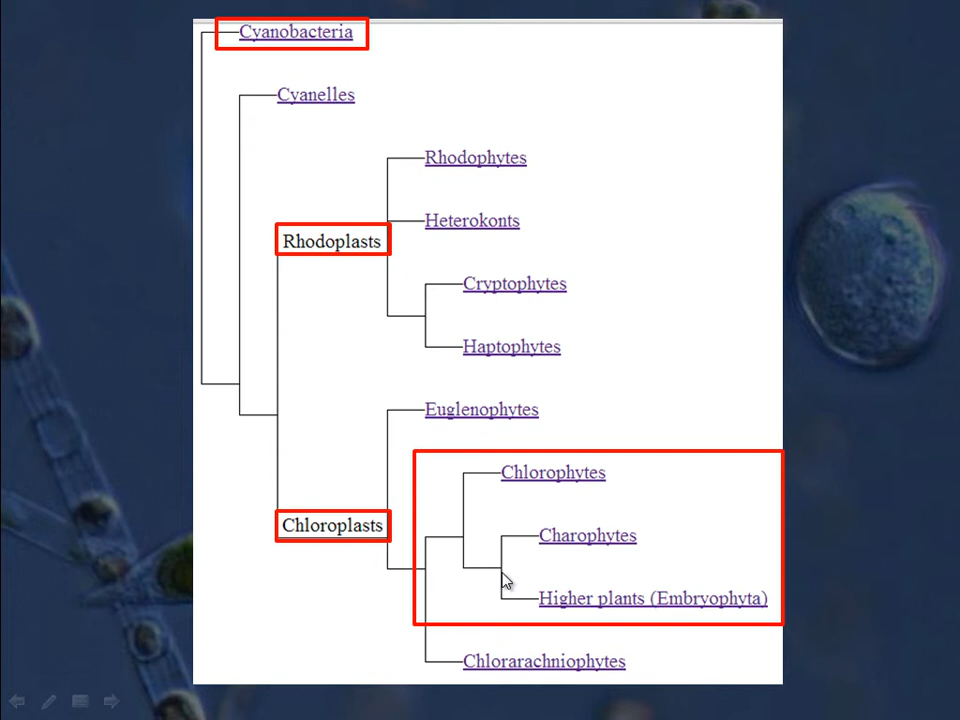 Cyanobacteria
Cyanelles
Rhodophytes
Heterokonts
Rhodoplasts
Cryptophytes
Haptophytes
Euglenophytes
Chlorophytes
Chloroplasts
Charophytes
Higher plants (Embryophyta)
Chlorarachniophytes